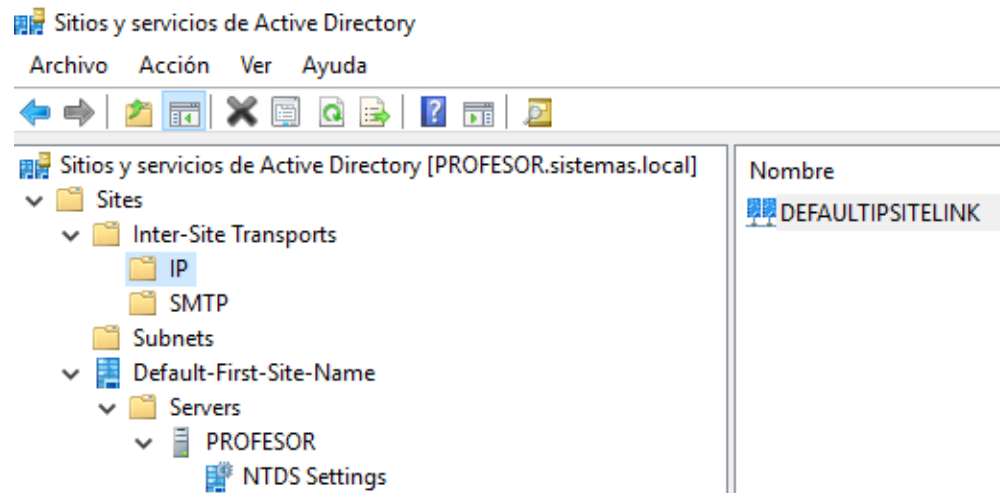 Sitios y servicios de Active Directory
Archivo Acción Ver Ayuda
Sitios y servicios de Active Directory [PROFESOR.sistemas.local]
Sites
Inter-Site Transports
IP
SMTP
Subnets
Default-First-Site-Name
Servers
PROFESOR
NTDS Settings
Nombre
DEFAULTIPSITELINK